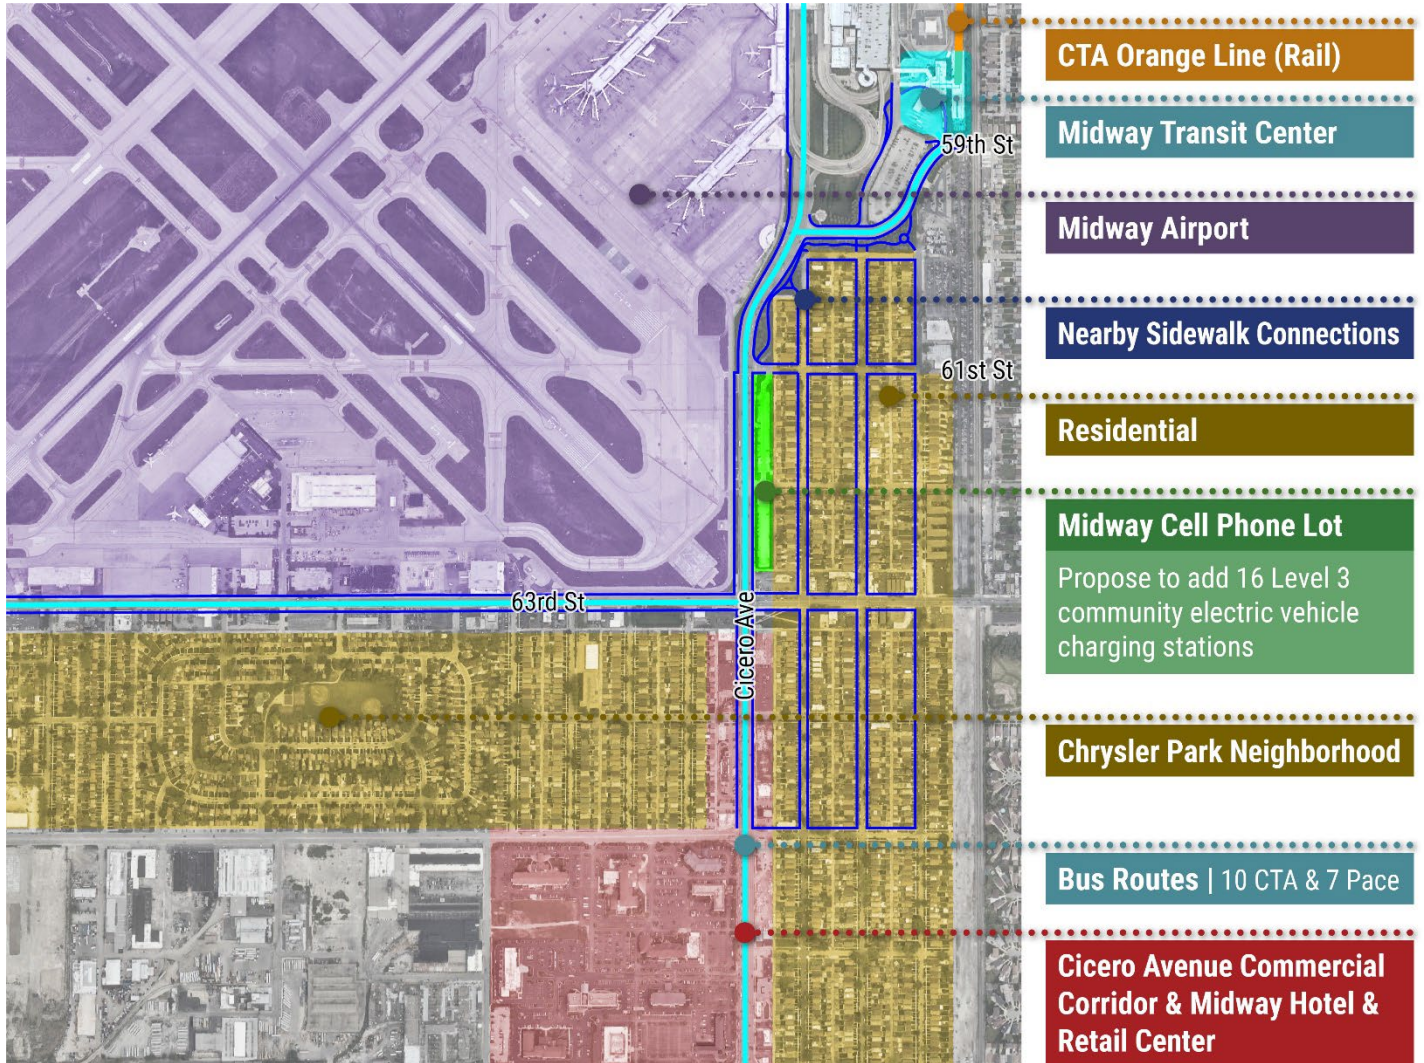 CTA Orange Line (Rail)
Midway Transit Center
59th St
Midway Airport
Nearby Sidewalk Connections
61st St
Residential
Midway Cell Phone Lot
Propose to add 16 Level 3
community electric vehicle
charging stations
63rd St
Cicero Ave
Chrysler Park Neighborhood
Bus Routes | 10 CTA & 7 Pace
Cicero Avenue Commercial
Corridor & Midway Hotel &
Retail Center